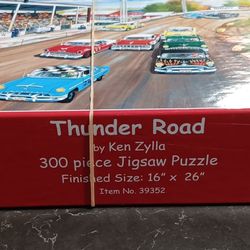 Thunder Road
by Ken Zylla
300 piece Jigsaw Puzzle
Finished Size: 16" x 26"
Item No. 39352